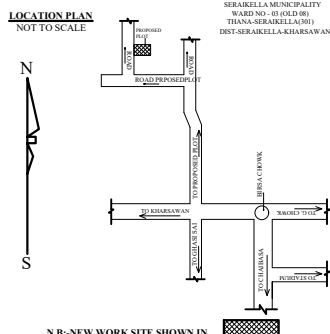 LOCATION PLAN
NOT TO SCALE
SERAIKELLA MUNICIPALITY
WARD NO - 03 (OLD 08)
THANA-SERAIKELLA(301)
DIST-SERAIKELLA-KHARSAWAN
PROPOSED
PLOT
ROAD
ROAD
ROAD PRPOSEDPLOT
N
TO PROPOSED PLOT
BIRSA CHOWK
TO KHARSAWAN
TO G.CHOWK
TO GHASI SAI
TO CHAIBASA
TO STADIUM
S
N.B:-NEW WORK SITE SHOWN IN